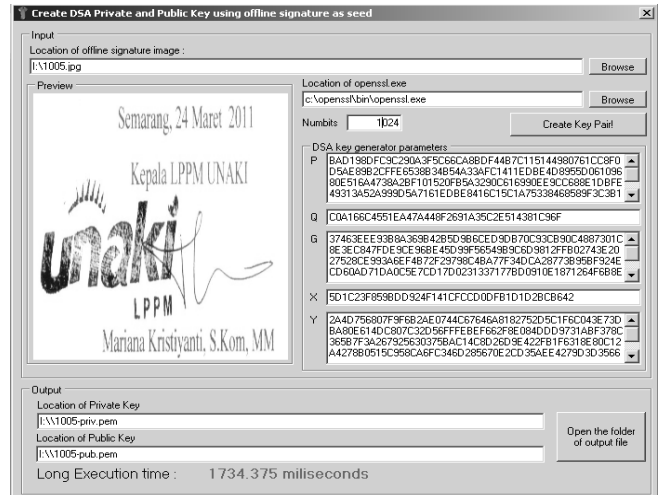 Create DSA Private and Public Key using offline signature as seed
Input
Location of offline signature image :
I:\1005.jpg
Browse
Preview
Semarang, 24 Maret 2011
Kepala LPPM UNAKI
unaki
LPPM
Mariana Kristiyanti, S.Kom, MM
Location of openssl.exe
c:\openssl\bin\openssl.exe
Browse
Numbits
1024
Create Key Pair!
DSA key generator parameters
P
BAD198DFC9C290A3F5C66CA8BDF44B7C115144980761CC8F0
D5AE89B2CFFE6538B34B54A33AFC1411EDBE4D8955D061096
80E516A4738A2BF101520FB5A3290C616990EE9CC688E1DBFE
49313A52A999D5A7161EDBE8416C15C1A75338468589F3C3B1
Q
C0A166C4551EA47A448F2691A35C2E514381C96F
G
37463EEE93B8A369B42B5D9B6CED9DB70C93CB90C4887301C
8E3EC847FDE9CE96BE45D99F56549B9C6D9812FFB02743E20
27528CE993A6EF4B72F29798C4BA77F34DCA28773B95BF924E
CD60AD71DA0C5E7CD17D0231337177BD0910E1871264F6B8E
X
5D1C23F859BDD924F141CFCCD0DFB1D1D2BCB642
Y
2A4D756807F9F6B2AE0744C67646A8182752D5C1F6C043E73D
BA80E614DC807C32D56FFFEBEF662F8E084DDD9731ABF378C
365B7F3A267925630375BAC14C8D26D9E422FB1F6318E80C12
A4278B0515C958CA6FC346D285670E2CD35AEE4279D3D3566
Output
Location of Private Key
I:\\1005-priv.pem
Location of Public Key
I:\\1005-pub.pem
Open the folder
of output file
Long Execution time : 1734.375 miliseconds